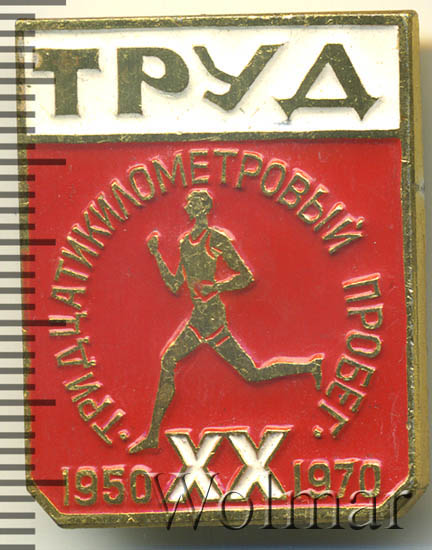 ТРУД
·ТРИДЦАТИКИЛОМЕТРОВЫЙ ПРОБЕГ·
1950 XX 1970
Wolmar